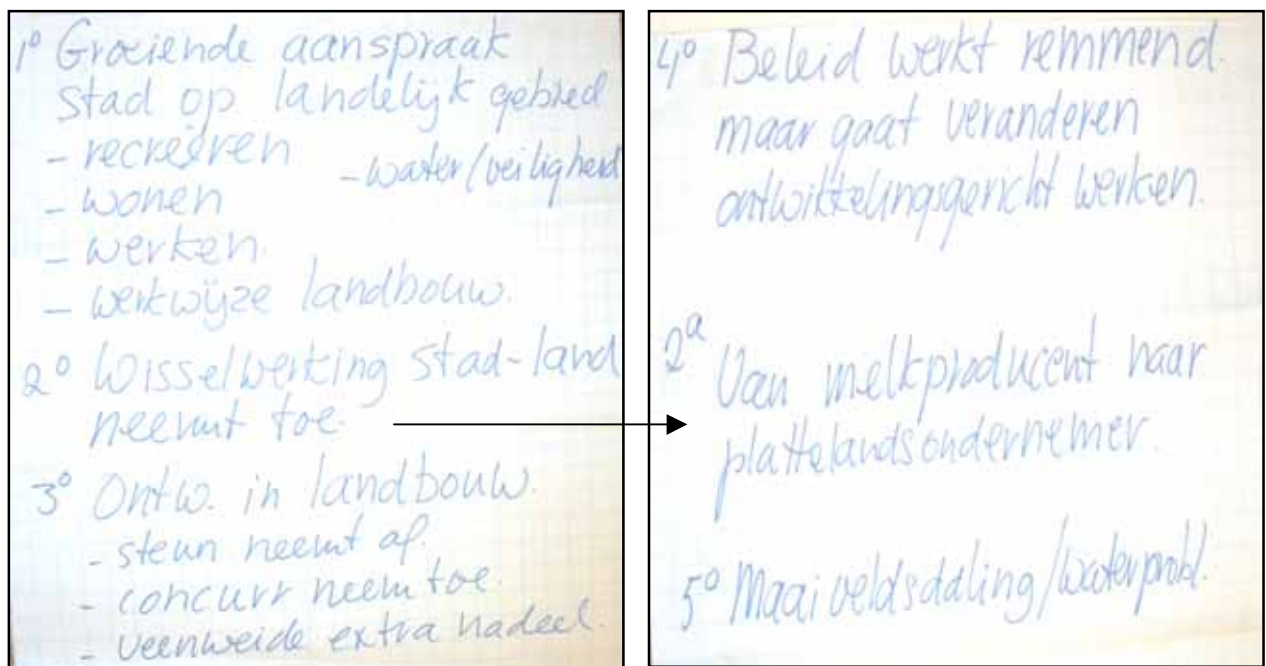 1° Groeiende aanspraak
stad op landelijk gebied
- recreëren
- water/veiligheid
- wonen
- werken.
- werkwijze landbouw.
2° Wisselwerking stad-land
neemt toe.
3° Ontw. in landbouw.
- steun neemt af.
- concurr neem toe
- veenweide extra nadeel.
4° Beleid werkt remmend
maar gaat veranderen
ontwikkelingsgericht werken.
2a Van melkproducent naar
plattelandsondernemer.
5° Maaiveldsdaling/waterprobl.